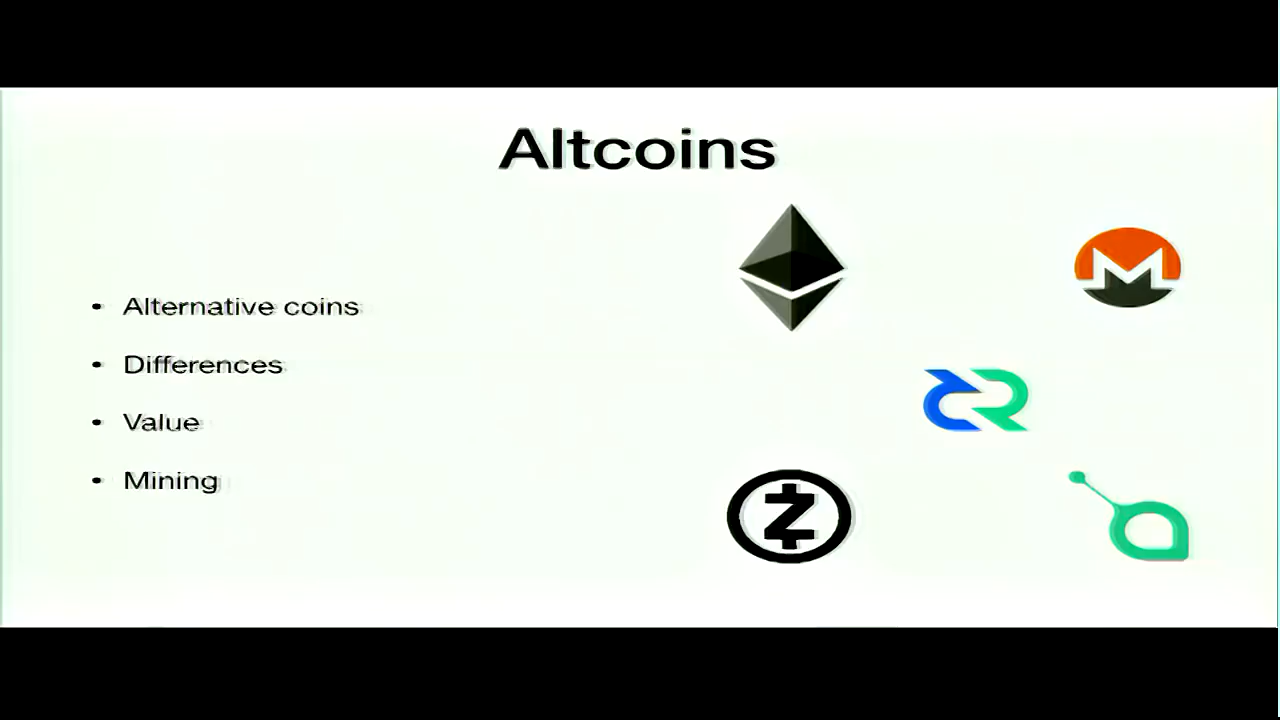 Altcoins
• Alternative coins
• Differences
• Value
• Mining